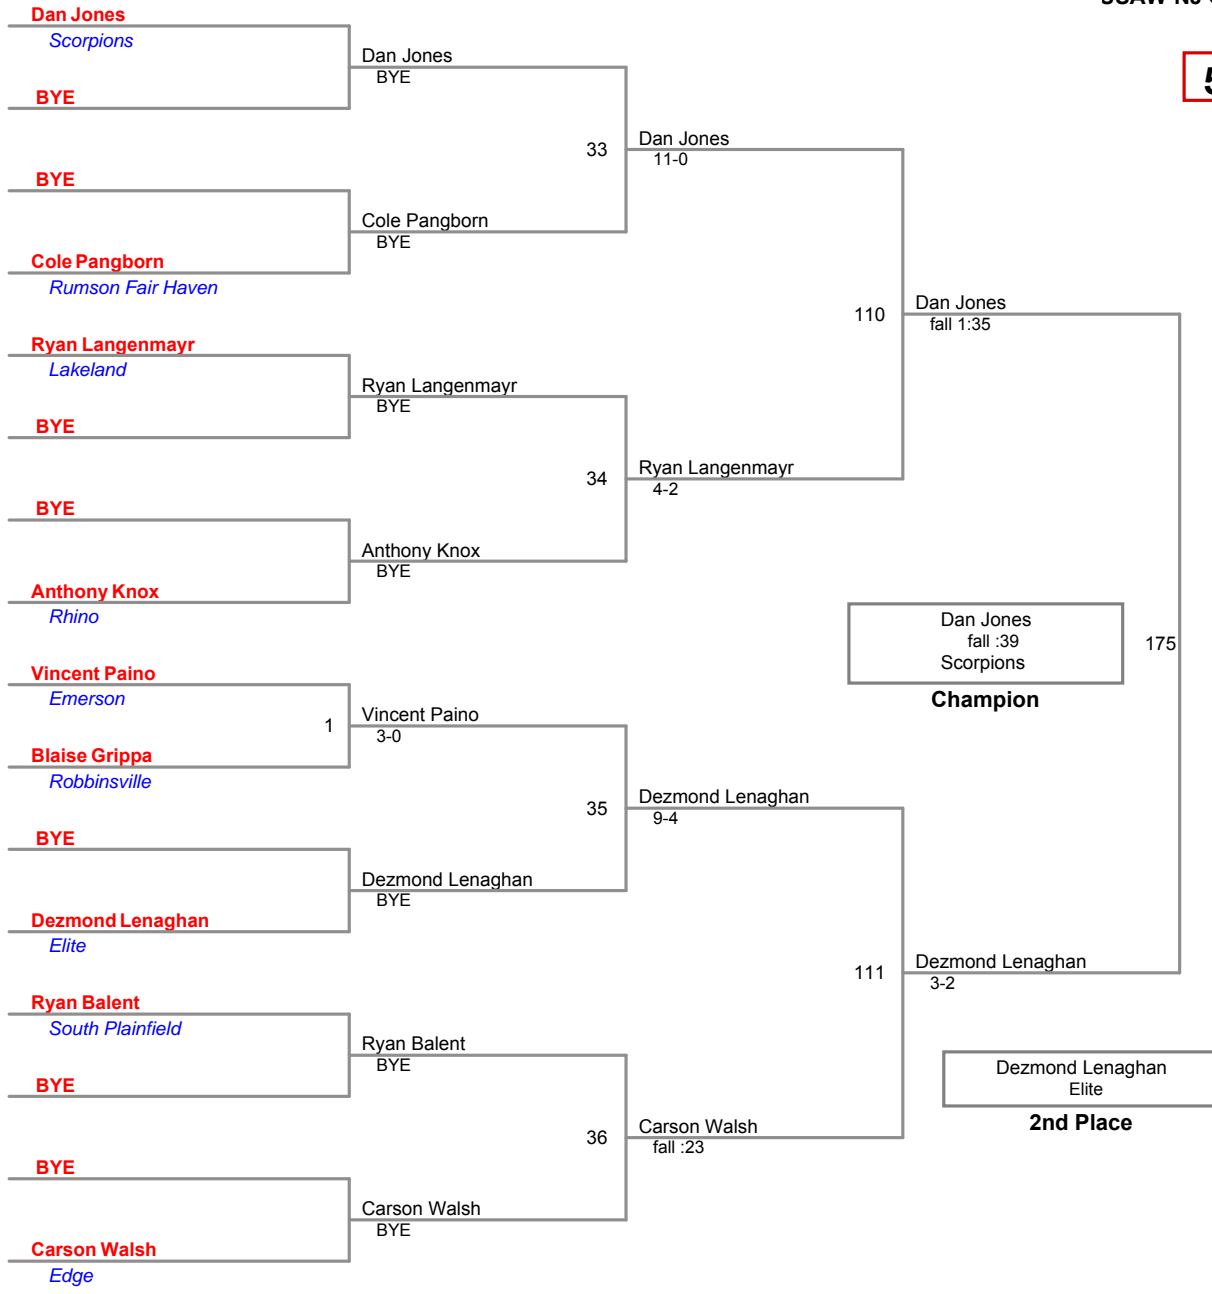 Dan Jones
Scorpions
BYE
BYE
Cole Pangborn
Rumson Fair Haven
Ryan Langenmayr
Lakeland
BYE
BYE
Anthony Knox
Rhino
Vincent Paino
Emerson
1
Blaise Grippa
Robbinsville
BYE
Dezmond Lenaghan
Elite
Ryan Balent
South Plainfield
BYE
BYE
Carson Walsh
Edge
Dan Jones
BYE
Cole Pangborn
BYE
Ryan Langenmayr
BYE
Anthony Knox
BYE
Vincent Paino
3-0
Dezmond Lenaghan
BYE
Ryan Balent
BYE
Carson Walsh
BYE
33
34
35
36
Dan Jones
11-0
Ryan Langenmayr
4-2
Dezmond Lenaghan
9-4
Carson Walsh
fall :23
110
111
Dan Jones
fall 1:35
Dezmond Lenaghan
3-2
175
Dan Jones
fall :39
Scorpions
Champion
Dezmond Lenaghan
Elite
2nd Place